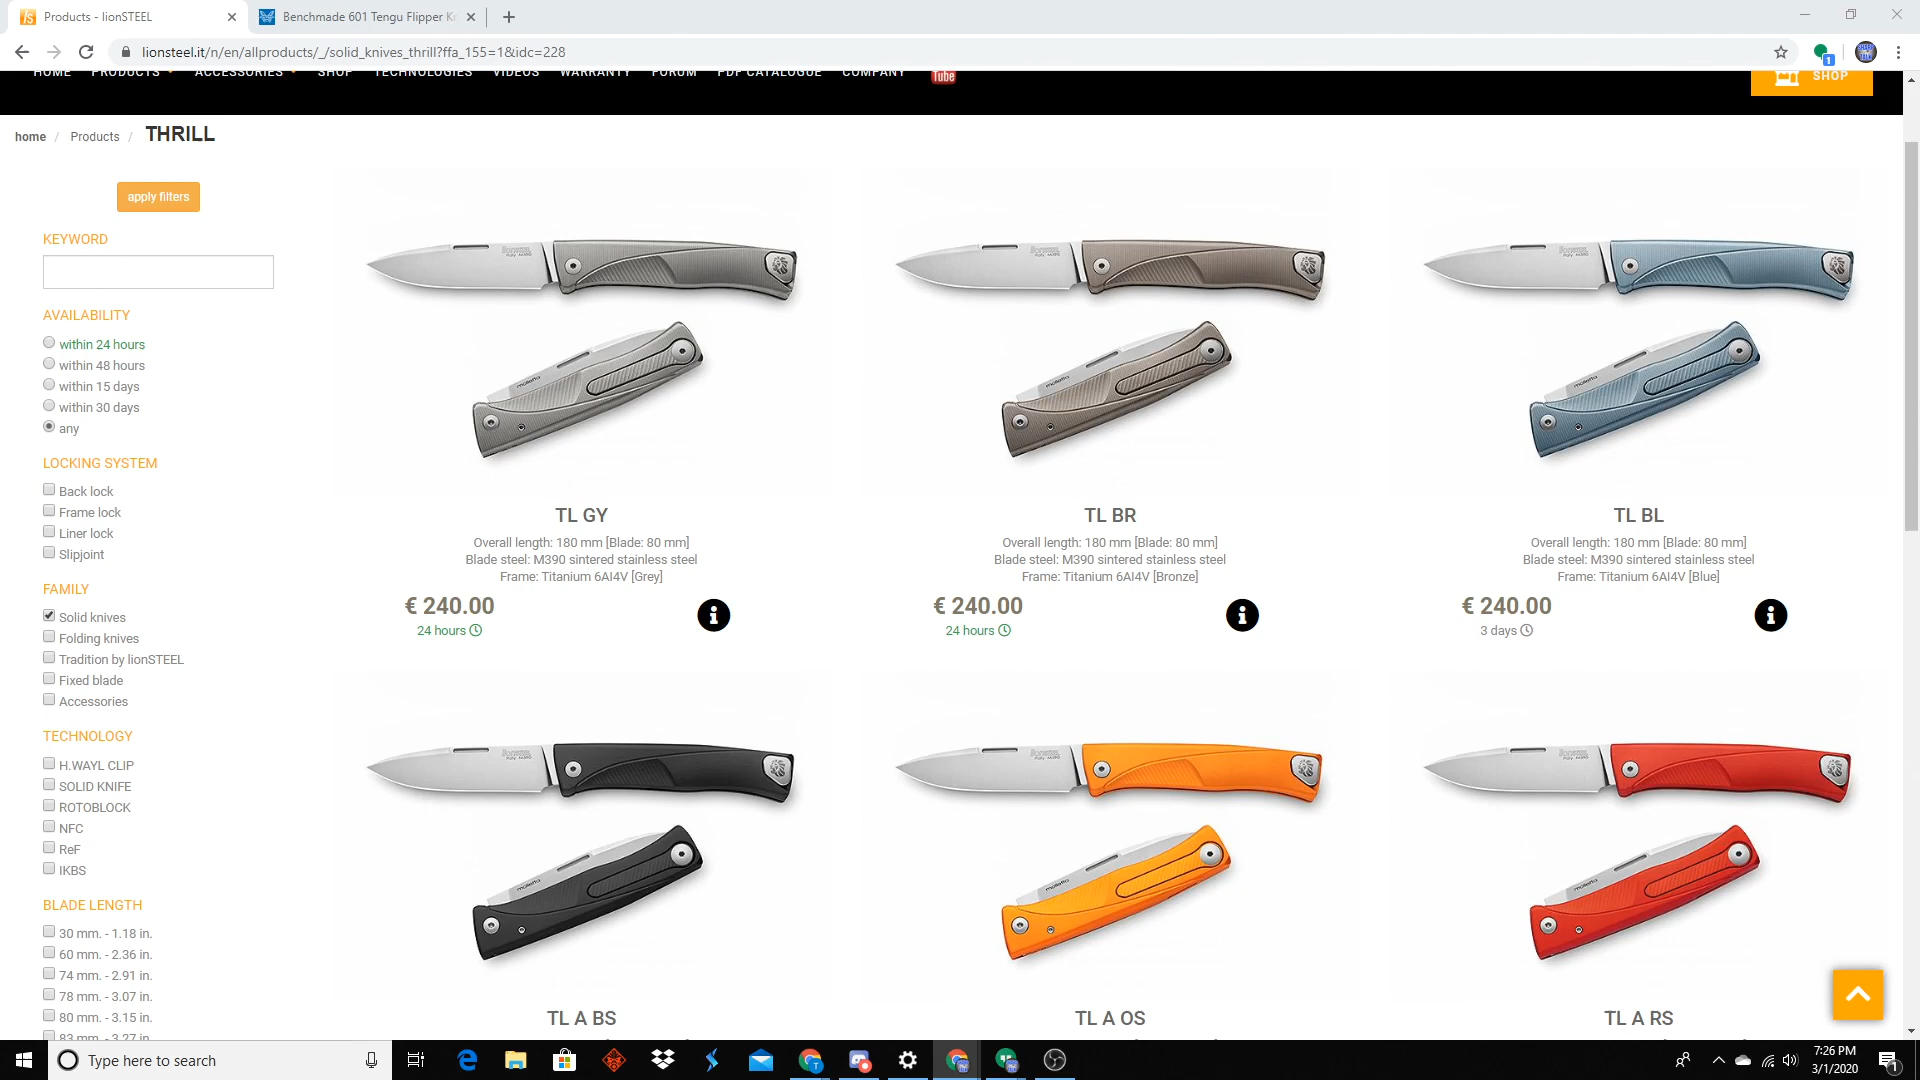 Products - lionSTEEL
Benchmade 601 Tengu Flipper Kn
lionsteel.it/n/en/allproducts/_/solid_knives_thrill?ffa_155=1&idc=228
1
HOME PRODUCTS ACCESSORIES SHOP TECHNOLOGIES VIDEOS WARRANTY FORUM PDF CATALOGUE COMPANY Tube
SHOP
home / Products / THRILL
apply filters
KEYWORD
AVAILABILITY
within 24 hours
within 48 hours
within 15 days
within 30 days
any
LOCKING SYSTEM
Back lock
Frame lock
Liner lock
Slipjoint
FAMILY
Solid knives
Folding knives
Tradition by lionSTEEL
Fixed blade
Accessories
TECHNOLOGY
H.WAYL CLIP
SOLID KNIFE
ROTOBLOCK
NFC
ReF
IKBS
BLADE LENGTH
30 mm. - 1.18 in.
60 mm. - 2.36 in.
74 mm. - 2.91 in.
78 mm. - 3.07 in.
80 mm. - 3.15 in.
83 mm. - 3.27 in.
TL GY
Overall length: 180 mm [Blade: 80 mm]
Blade steel: M390 sintered stainless steel
Frame: Titanium 6Al4V [Grey]
€ 240.00
24 hours
TL BR
Overall length: 180 mm [Blade: 80 mm]
Blade steel: M390 sintered stainless steel
Frame: Titanium 6Al4V [Bronze]
€ 240.00
24 hours
TL BL
Overall length: 180 mm [Blade: 80 mm]
Blade steel: M390 sintered stainless steel
Frame: Titanium 6Al4V [Blue]
€ 240.00
3 days
TL A BS
TL A OS
TL A RS
Type here to search
7:26 PM
3/1/2020
1